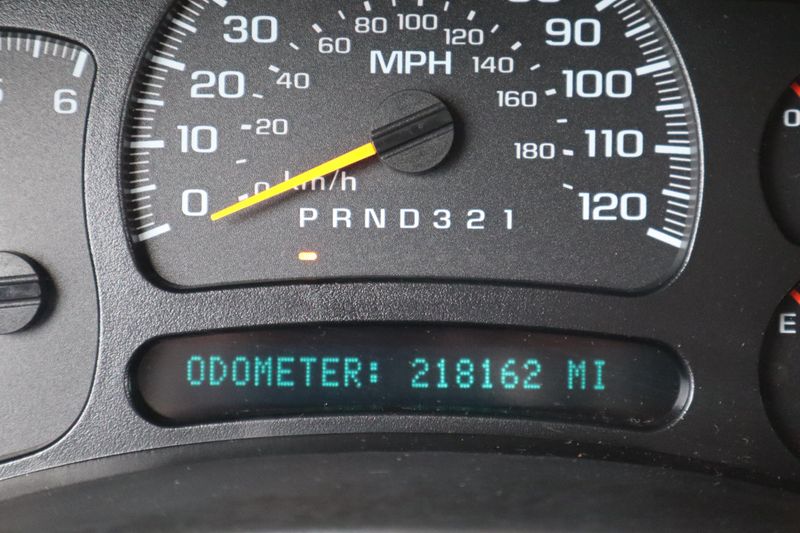 30 60 80 100 120 90
20 40 MPH 140 100
6 160
10 20 180 110
0 0 km/h 120
PRND321
E
ODOMETER: 218162 MI